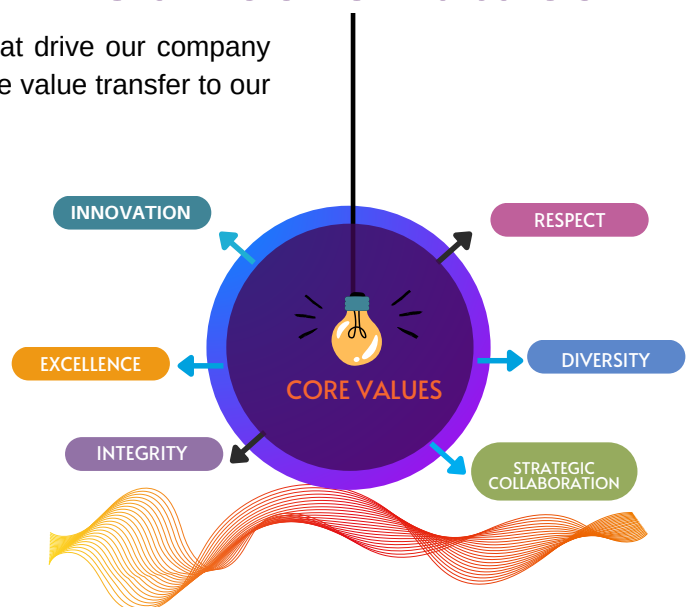 at drive our company
e value transfer to our
INNOVATION
RESPECT
EXCELLENCE
DIVERSITY
CORE VALUES
INTEGRITY
STRATEGIC
COLLABORATION